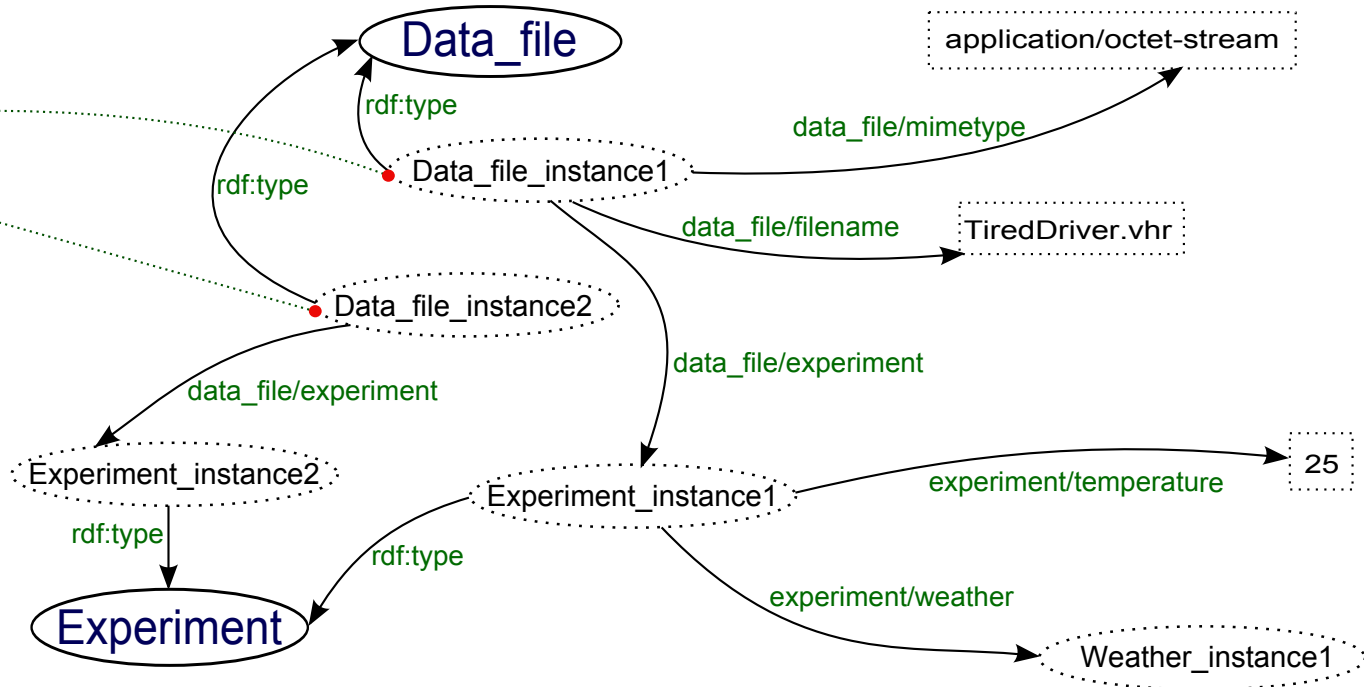 Data_file
application/octet-stream
rdf:type
data_file/mimetype
Data_file_instance1
rdf:type
data_file/filename
TiredDriver.vhr
Data_file_instance2
data_file/experiment
data_file/experiment
Experiment_instance2
Experiment_instance1
experiment/temperature
25
rdf:type
rdf:type
experiment/weather
Experiment
Weather_instance1